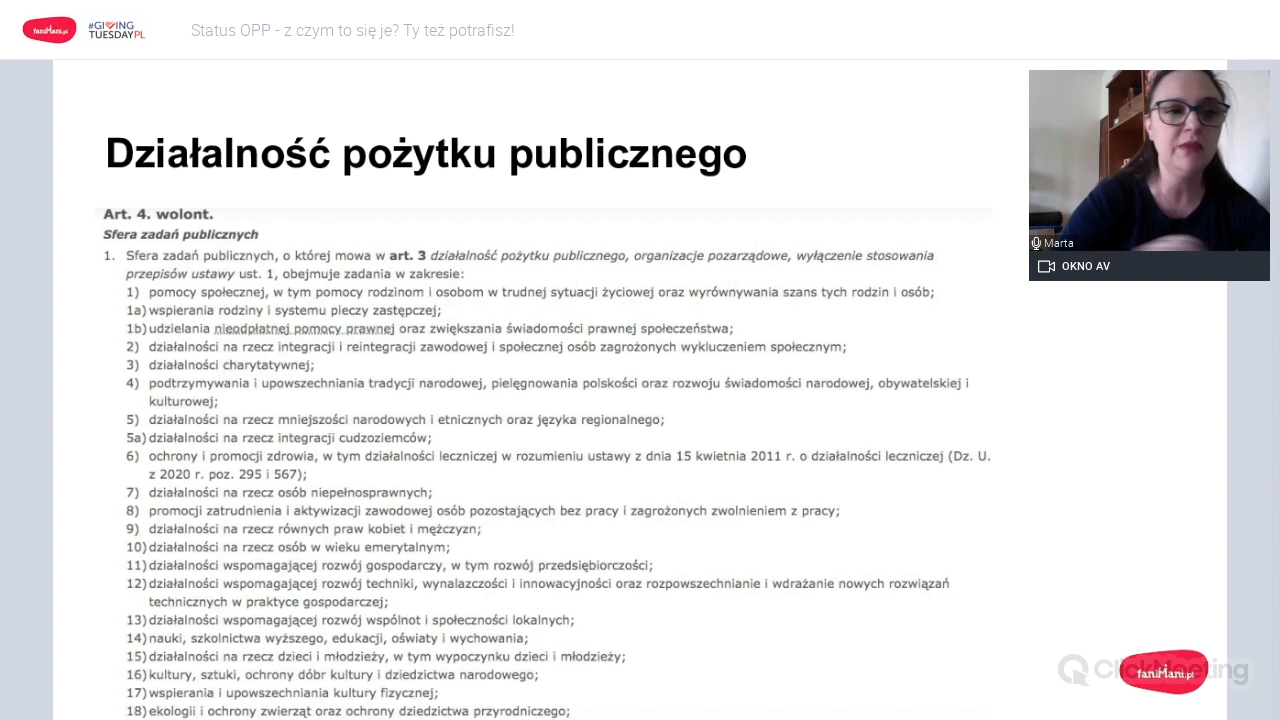 faniMani.pl
#GIVING
TUESDAYPL
Status OPP - z czym to się je? Ty też potrafisz!
Działalność pożytku publicznego
Art. 4. wolont.
Sfera zadań publicznych
1. Sfera zadań publicznych, o której mowa w art. 3 działalność pożytku publicznego, organizacje pozarządowe, wyłączenie stosowania
przepisów ustawy ust. 1, obejmuje zadania w zakresie:
1) pomocy społecznej, w tym pomocy rodzinom i osobom w trudnej sytuacji życiowej oraz wyrównywania szans tych rodzin i osób;
1a) wspierania rodziny i systemu pieczy zastępczej;
1b) udzielania nieodpłatnej pomocy prawnej oraz zwiększania świadomości prawnej społeczeństwa;
2) działalności na rzecz integracji i reintegracji zawodowej i społecznej osób zagrożonych wykluczeniem społecznym;
3) działalności charytatywnej;
4) podtrzymywania i upowszechniania tradycji narodowej, pielęgnowania polskości oraz rozwoju świadomości narodowej, obywatelskiej i
kulturowej;
5) działalności na rzecz mniejszości narodowych i etnicznych oraz języka regionalnego;
5a) działalności na rzecz integracji cudzoziemców;
6) ochrony i promocji zdrowia, w tym działalności leczniczej w rozumieniu ustawy z dnia 15 kwietnia 2011 r. o działalności leczniczej (Dz. U.
z 2020 r. poz. 295 i 567);
7) działalności na rzecz osób niepełnosprawnych;
8) promocji zatrudnienia i aktywizacji zawodowej osób pozostających bez pracy i zagrożonych zwolnieniem z pracy;
9) działalności na rzecz równych praw kobiet i mężczyzn;
10) działalności na rzecz osób w wieku emerytalnym;
11) działalności wspomagającej rozwój gospodarczy, w tym rozwój przedsiębiorczości;
12) działalności wspomagającej rozwój techniki, wynalazczości i innowacyjności oraz rozpowszechnianie i wdrażanie nowych rozwiązań
technicznych w praktyce gospodarczej;
13) działalności wspomagającej rozwój wspólnot i społeczności lokalnych;
14) nauki, szkolnictwa wyższego, edukacji, oświaty i wychowania;
15) działalności na rzecz dzieci i młodzieży, w tym wypoczynku dzieci i młodzieży;
16) kultury, sztuki, ochrony dóbr kultury i dziedzictwa narodowego;
17) wspierania i upowszechniania kultury fizycznej;
18) ekologii i ochrony zwierząt oraz ochrony dziedzictwa przyrodniczego;
Marta
OKNO AV
ClickMeeting
faniMani.pl